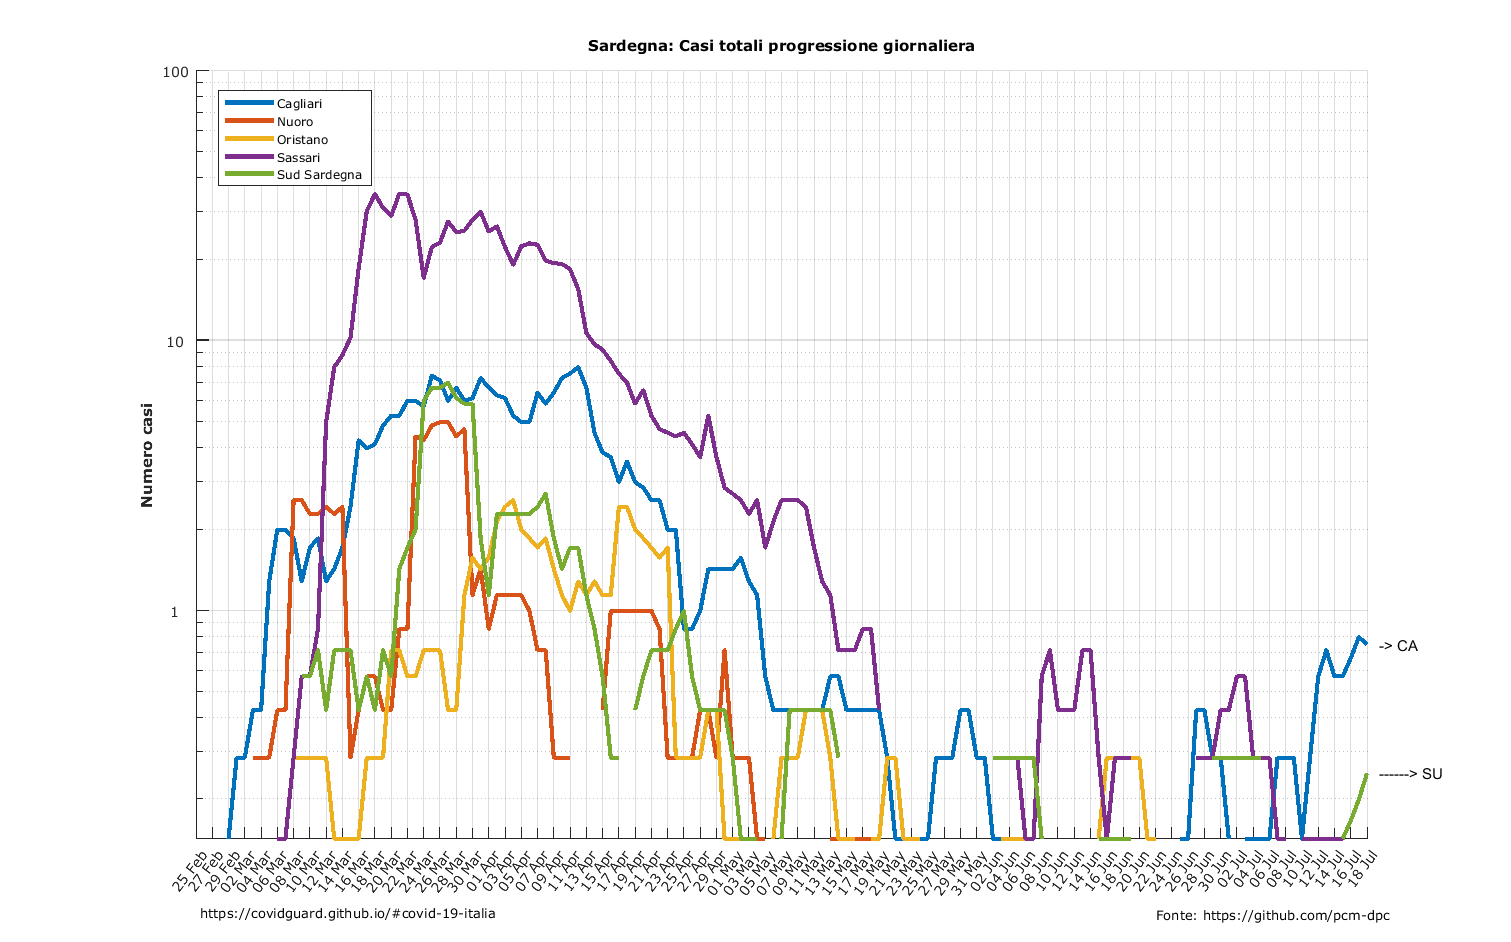 Sardegna: Casi totali progressione giornaliera
100
10
1
Numero casi
Cagliari
Nuoro
Oristano
Sassari
Sud Sardegna
-> CA
------> SU
25 Feb
27 Feb
29 Feb
02 Mar
04 Mar
06 Mar
08 Mar
10 Mar
12 Mar
14 Mar
16 Mar
18 Mar
20 Mar
22 Mar
24 Mar
26 Mar
28 Mar
30 Mar
01 Apr
03 Apr
05 Apr
07 Apr
09 Apr
11 Apr
13 Apr
15 Apr
17 Apr
19 Apr
21 Apr
23 Apr
25 Apr
27 Apr
29 Apr
01 May
03 May
05 May
07 May
09 May
11 May
13 May
15 May
17 May
19 May
21 May
23 May
25 May
27 May
29 May
31 May
02 Jun
04 Jun
06 Jun
08 Jun
10 Jun
12 Jun
14 Jun
16 Jun
18 Jun
20 Jun
22 Jun
24 Jun
26 Jun
28 Jun
30 Jun
02 Jul
04 Jul
06 Jul
08 Jul
10 Jul
12 Jul
14 Jul
16 Jul
18 Jul
https://covidguard.github.io/#covid-19-italia
Fonte: https://github.com/pcm-dpc